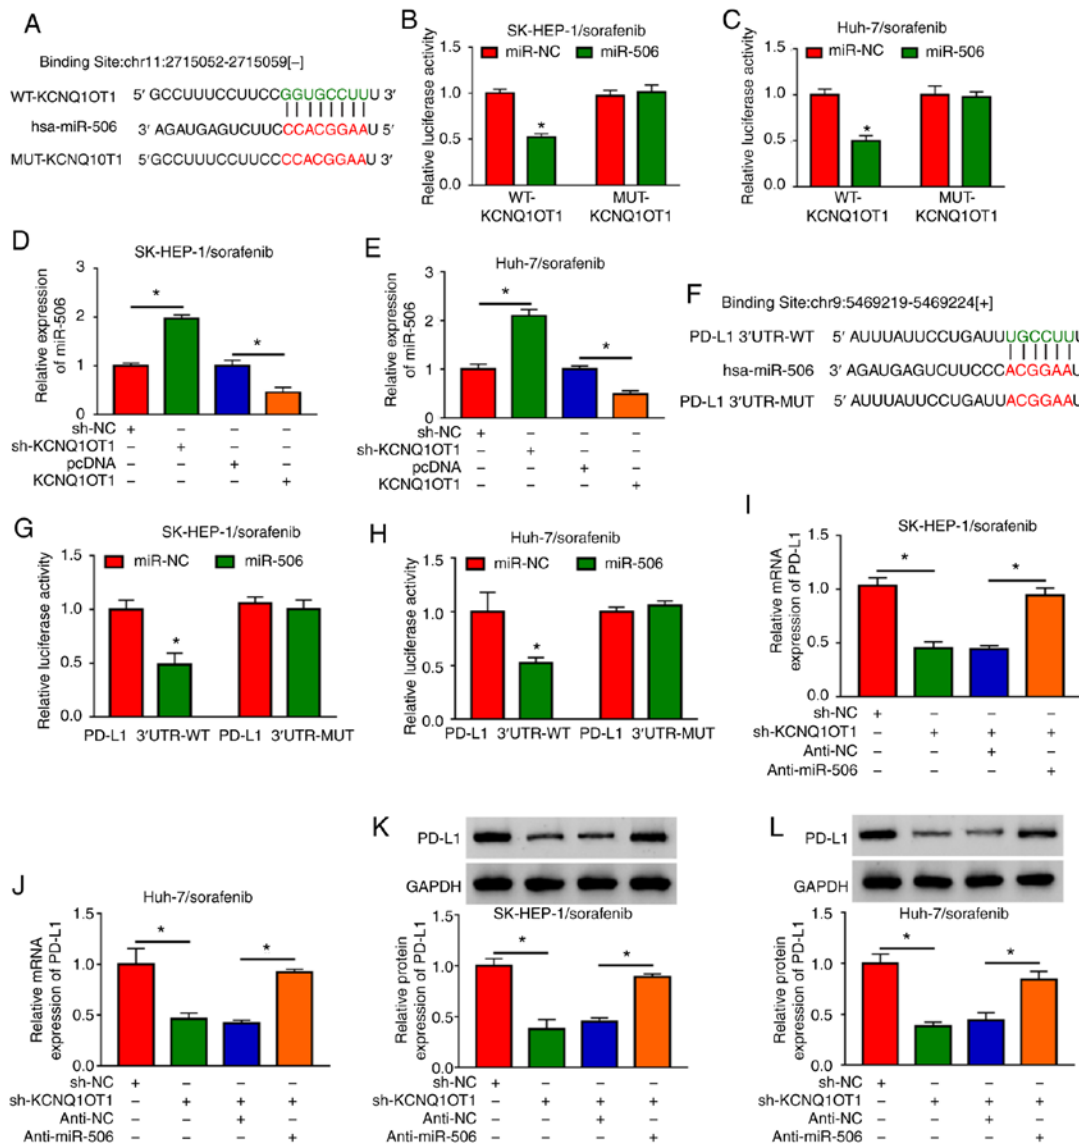 A
Binding Site:chr11:2715052-2715059[–]
WT-KCNQ1OT1 5′ GCCUUUCCUUCCGGUGCCUUU 3′
hsa-miR-506 3′ AGAUGAGUCUUCCCACGGAAU 5′
MUT-KCNQ10T1 5′GCCUUUCCUUCCCCACGGAAU 3′
B
SK-HEP-1/sorafenib
miR-NC miR-506
Relative luciferase activity
1.5
1.0
0.5
0.0
*
WT-KCNQ1OT1 MUT-KCNQ1OT1
C
Huh-7/sorafenib
miR-NC miR-506
Relative luciferase activity
1.5
1.0
0.5
0.0
*
WT-KCNQ1OT1 MUT-KCNQ1OT1
D
SK-HEP-1/sorafenib
Relative expression of miR-506
3
2
1
0
* *
sh-NC + – – –
sh-KCNQ1OT1 – + – –
pcDNA – – + –
KCNQ1OT1 – – – +
E
Huh-7/sorafenib
Relative expression of miR-506
3
2
1
0
* *
sh-NC + – – –
sh-KCNQ1OT1 – + – –
pcDNA – – + –
KCNQ1OT1 – – – +
F
Binding Site:chr9:5469219-5469224[+]
PD-L1 3′UTR-WT 5′ AUUUAUUCCUGAUUUGCCUUU
hsa-miR-506 3′ AGAUGAGUCUUCCCACGGAAU
PD-L1 3′UTR-MUT 5′ AUUUAUUCCUGAUUACGGAAU
G
SK-HEP-1/sorafenib
miR-NC miR-506
Relative luciferase activity
1.5
1.0
0.5
0.0
*
PD-L1 3′UTR-WT PD-L1 3′UTR-MUT
H
Huh-7/sorafenib
miR-NC miR-506
Relative luciferase activity
1.5
1.0
0.5
0.0
*
PD-L1 3′UTR-WT PD-L1 3′UTR-MUT
I
SK-HEP-1/sorafenib
Relative mRNA expression of PD-L1
1.5
1.0
0.5
0.0
* *
sh-NC + – – –
sh-KCNQ1OT1 – + + +
Anti-NC – – + –
Anti-miR-506 – – – +
J
Huh-7/sorafenib
Relative mRNA expression of PD-L1
1.5
1.0
0.5
0.0
* *
sh-NC + – – –
sh-KCNQ1OT1 – + + +
Anti-NC – – + –
Anti-miR-506 – – – +
K
PD-L1
GAPDH
SK-HEP-1/sorafenib
Relative protein expression of PD-L1
1.5
1.0
0.5
0.0
* *
sh-NC + – – –
sh-KCNQ1OT1 – + + +
Anti-NC – – + –
Anti-miR-506 – – – +
L
PD-L1
GAPDH
Huh-7/sorafenib
Relative protein expression of PD-L1
1.5
1.0
0.5
0.0
* *
sh-NC + – – –
sh-KCNQ1OT1 – + + +
Anti-NC – – + –
Anti-miR-506 – – – +